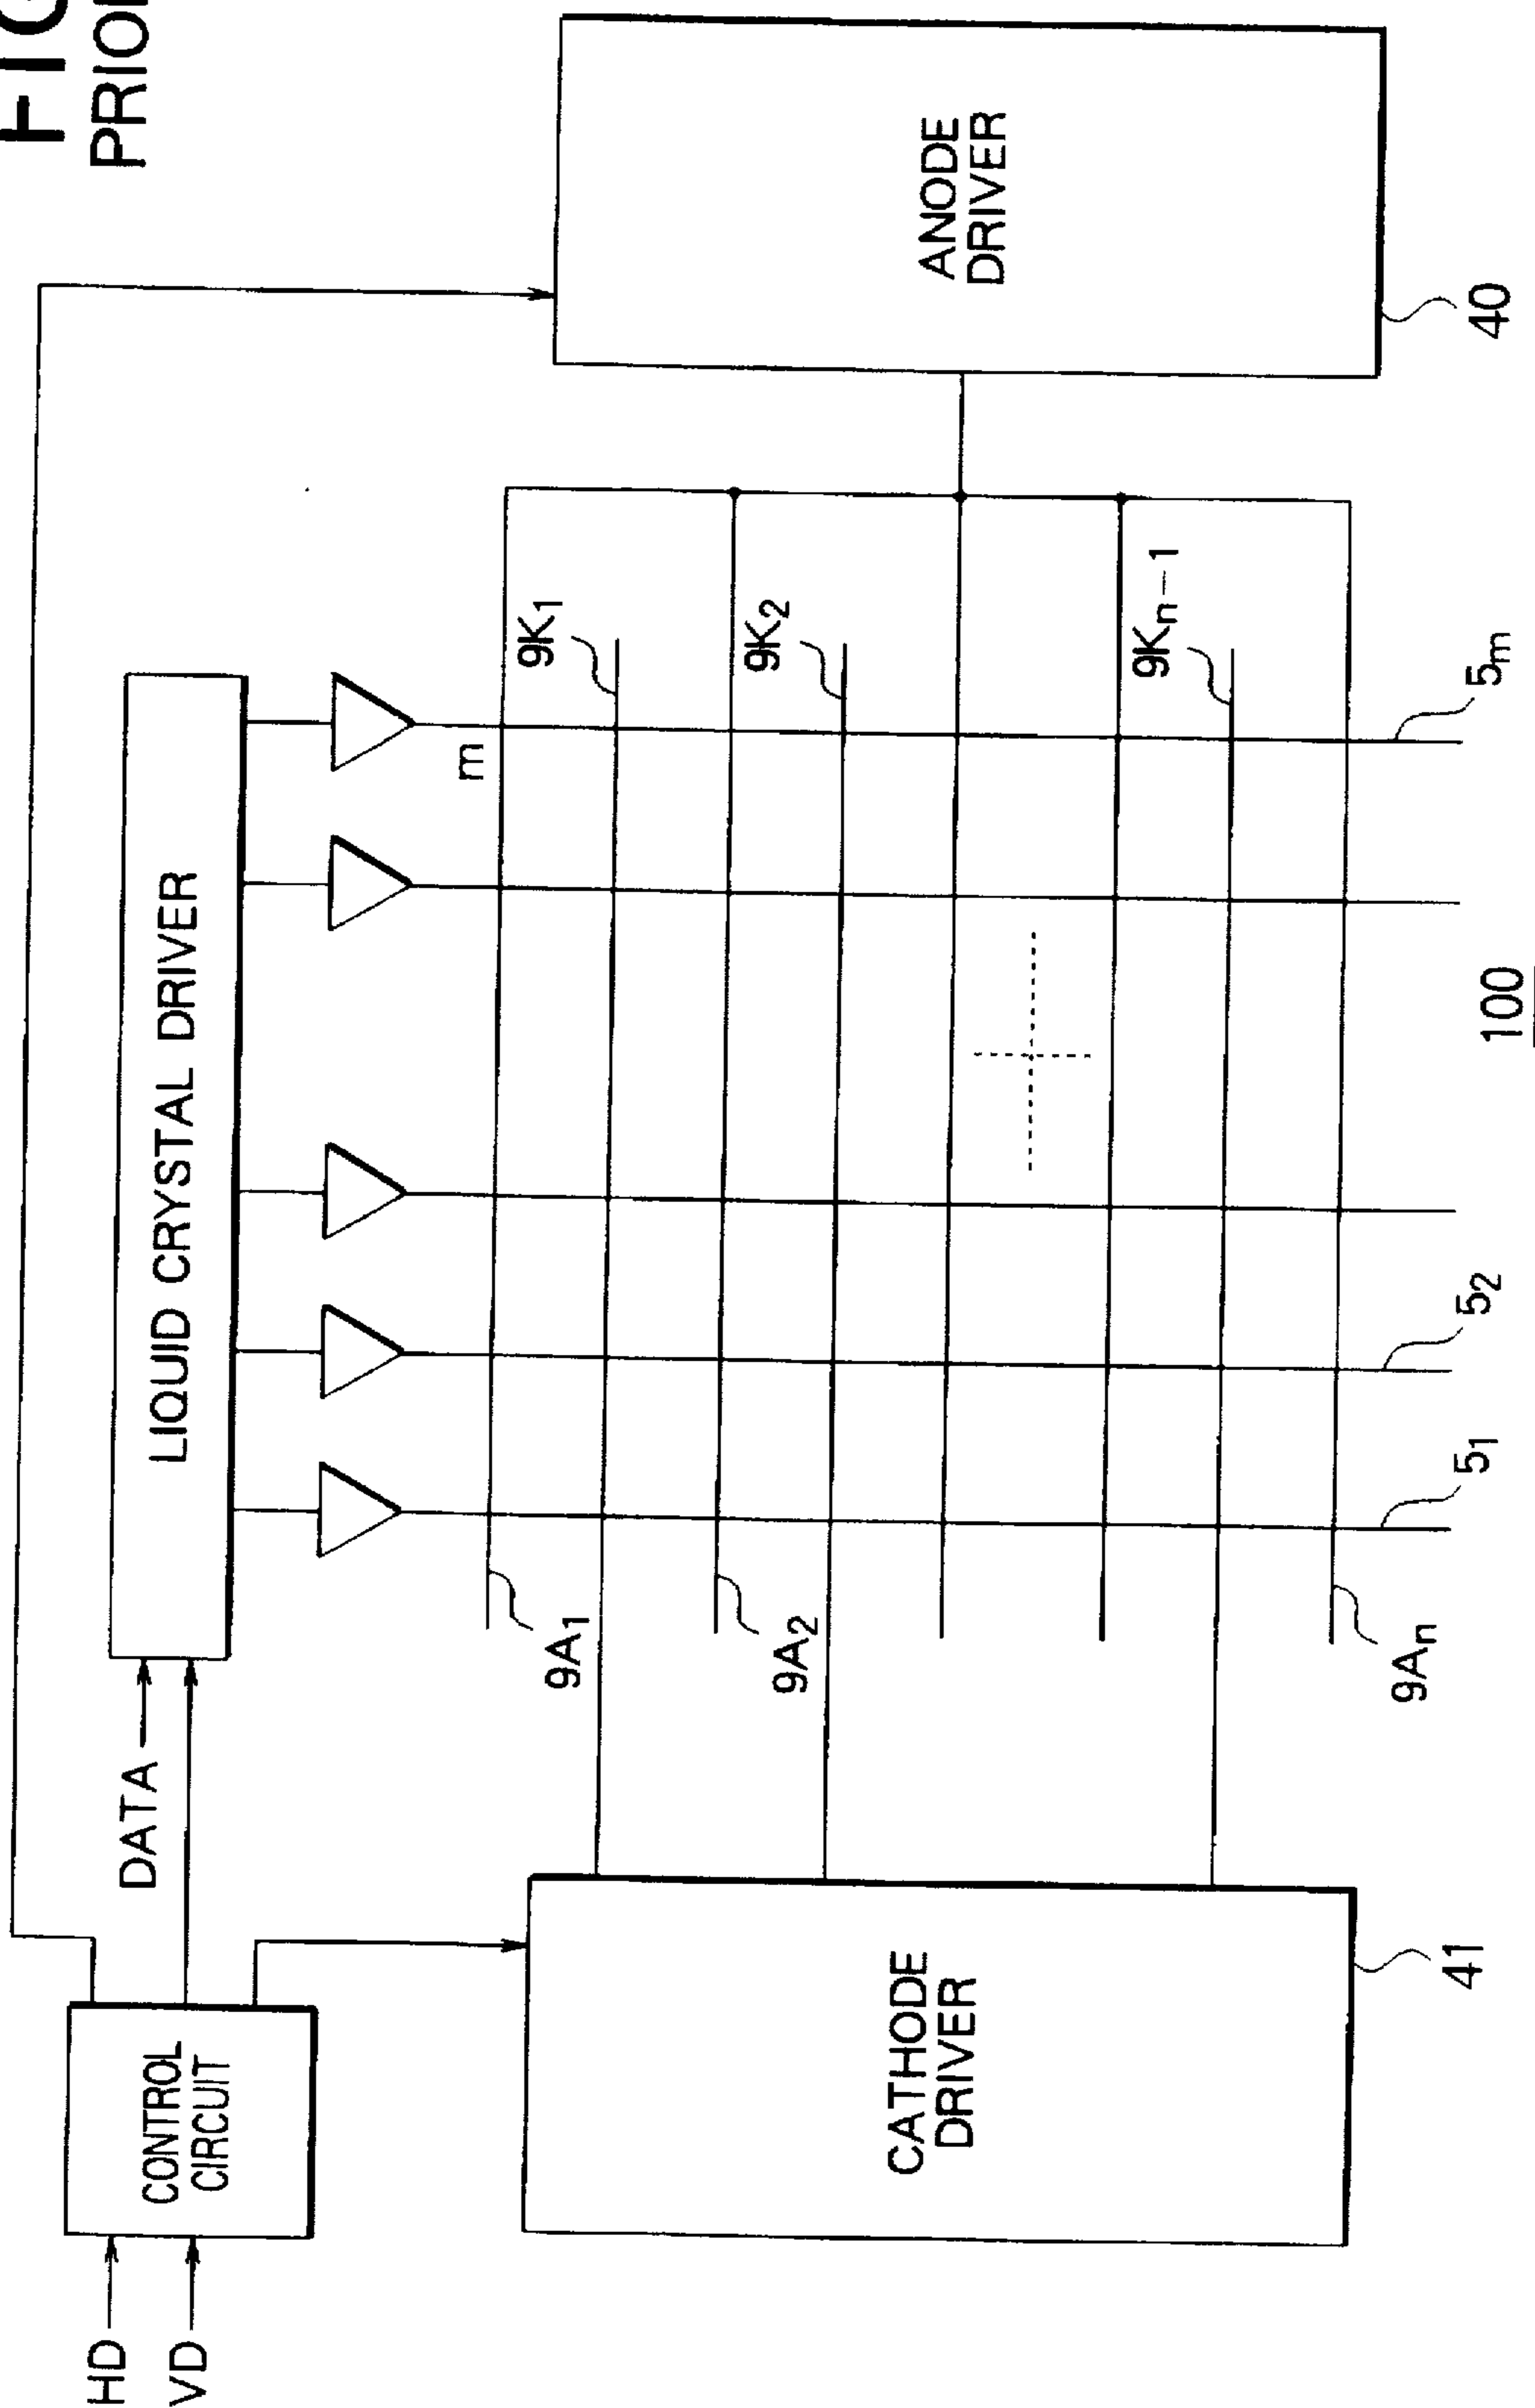 FIG
PRIOR
HD
VD
CONTROL
CIRCUIT
DATA
LIQUID CRYSTAL DRIVER
m
9K1
9K2
9Kn-1
9A1
9A2
9An
CATHODE
DRIVER
41
ANODE
DRIVER
40
51
52
5m
100